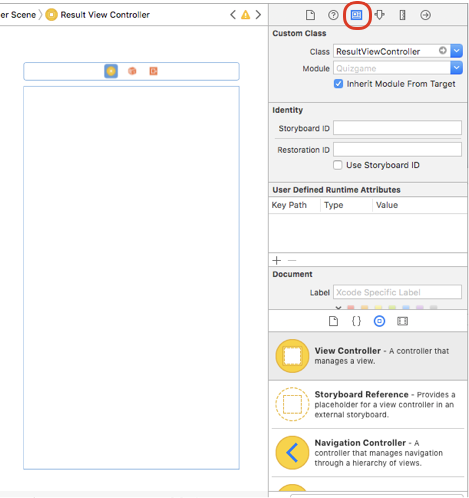 er Scene Result View Controller
Custom Class
Class ResultViewController
Module Quizgame
Inherit Module From Target
Identity
Storyboard ID
Restoration ID
Use Storyboard ID
User Defined Runtime Attributes
Key Path Type Value
Document
Label Xcode Specific Label
View Controller - A controller that
manages a view.
Storyboard Reference - Provides a
placeholder for a view controller in an
external storyboard.
Navigation Controller - A
controller that manages navigation
through a hierarchy of views.